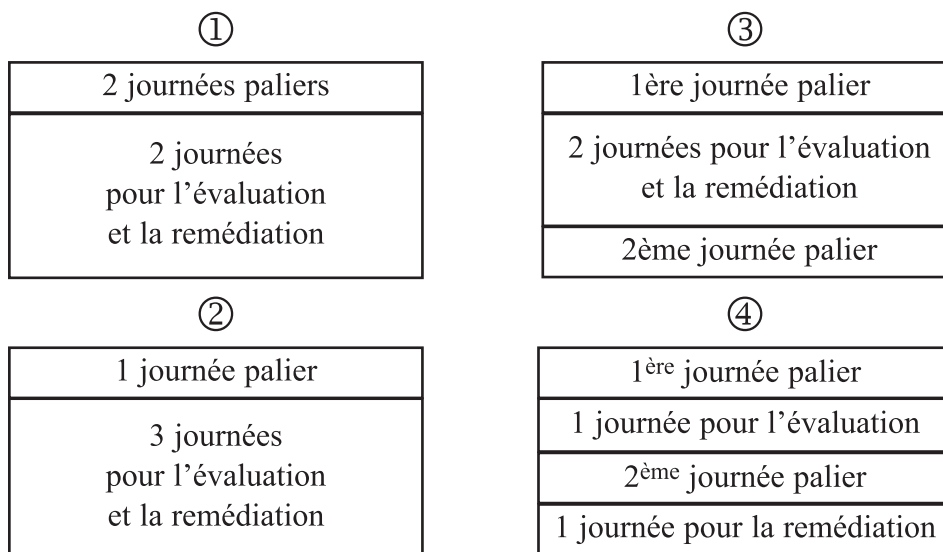 ①
2 journées paliers
2 journées
pour l'évaluation
et la remédiation
②
1 journée palier
3 journées
pour l'évaluation
et la remédiation
③
1ère journée palier
2 journées pour l'évaluation
et la remédiation
2ème journée palier
④
1ère journée palier
1 journée pour l'évaluation
2ème journée palier
1 journée pour la remédiation